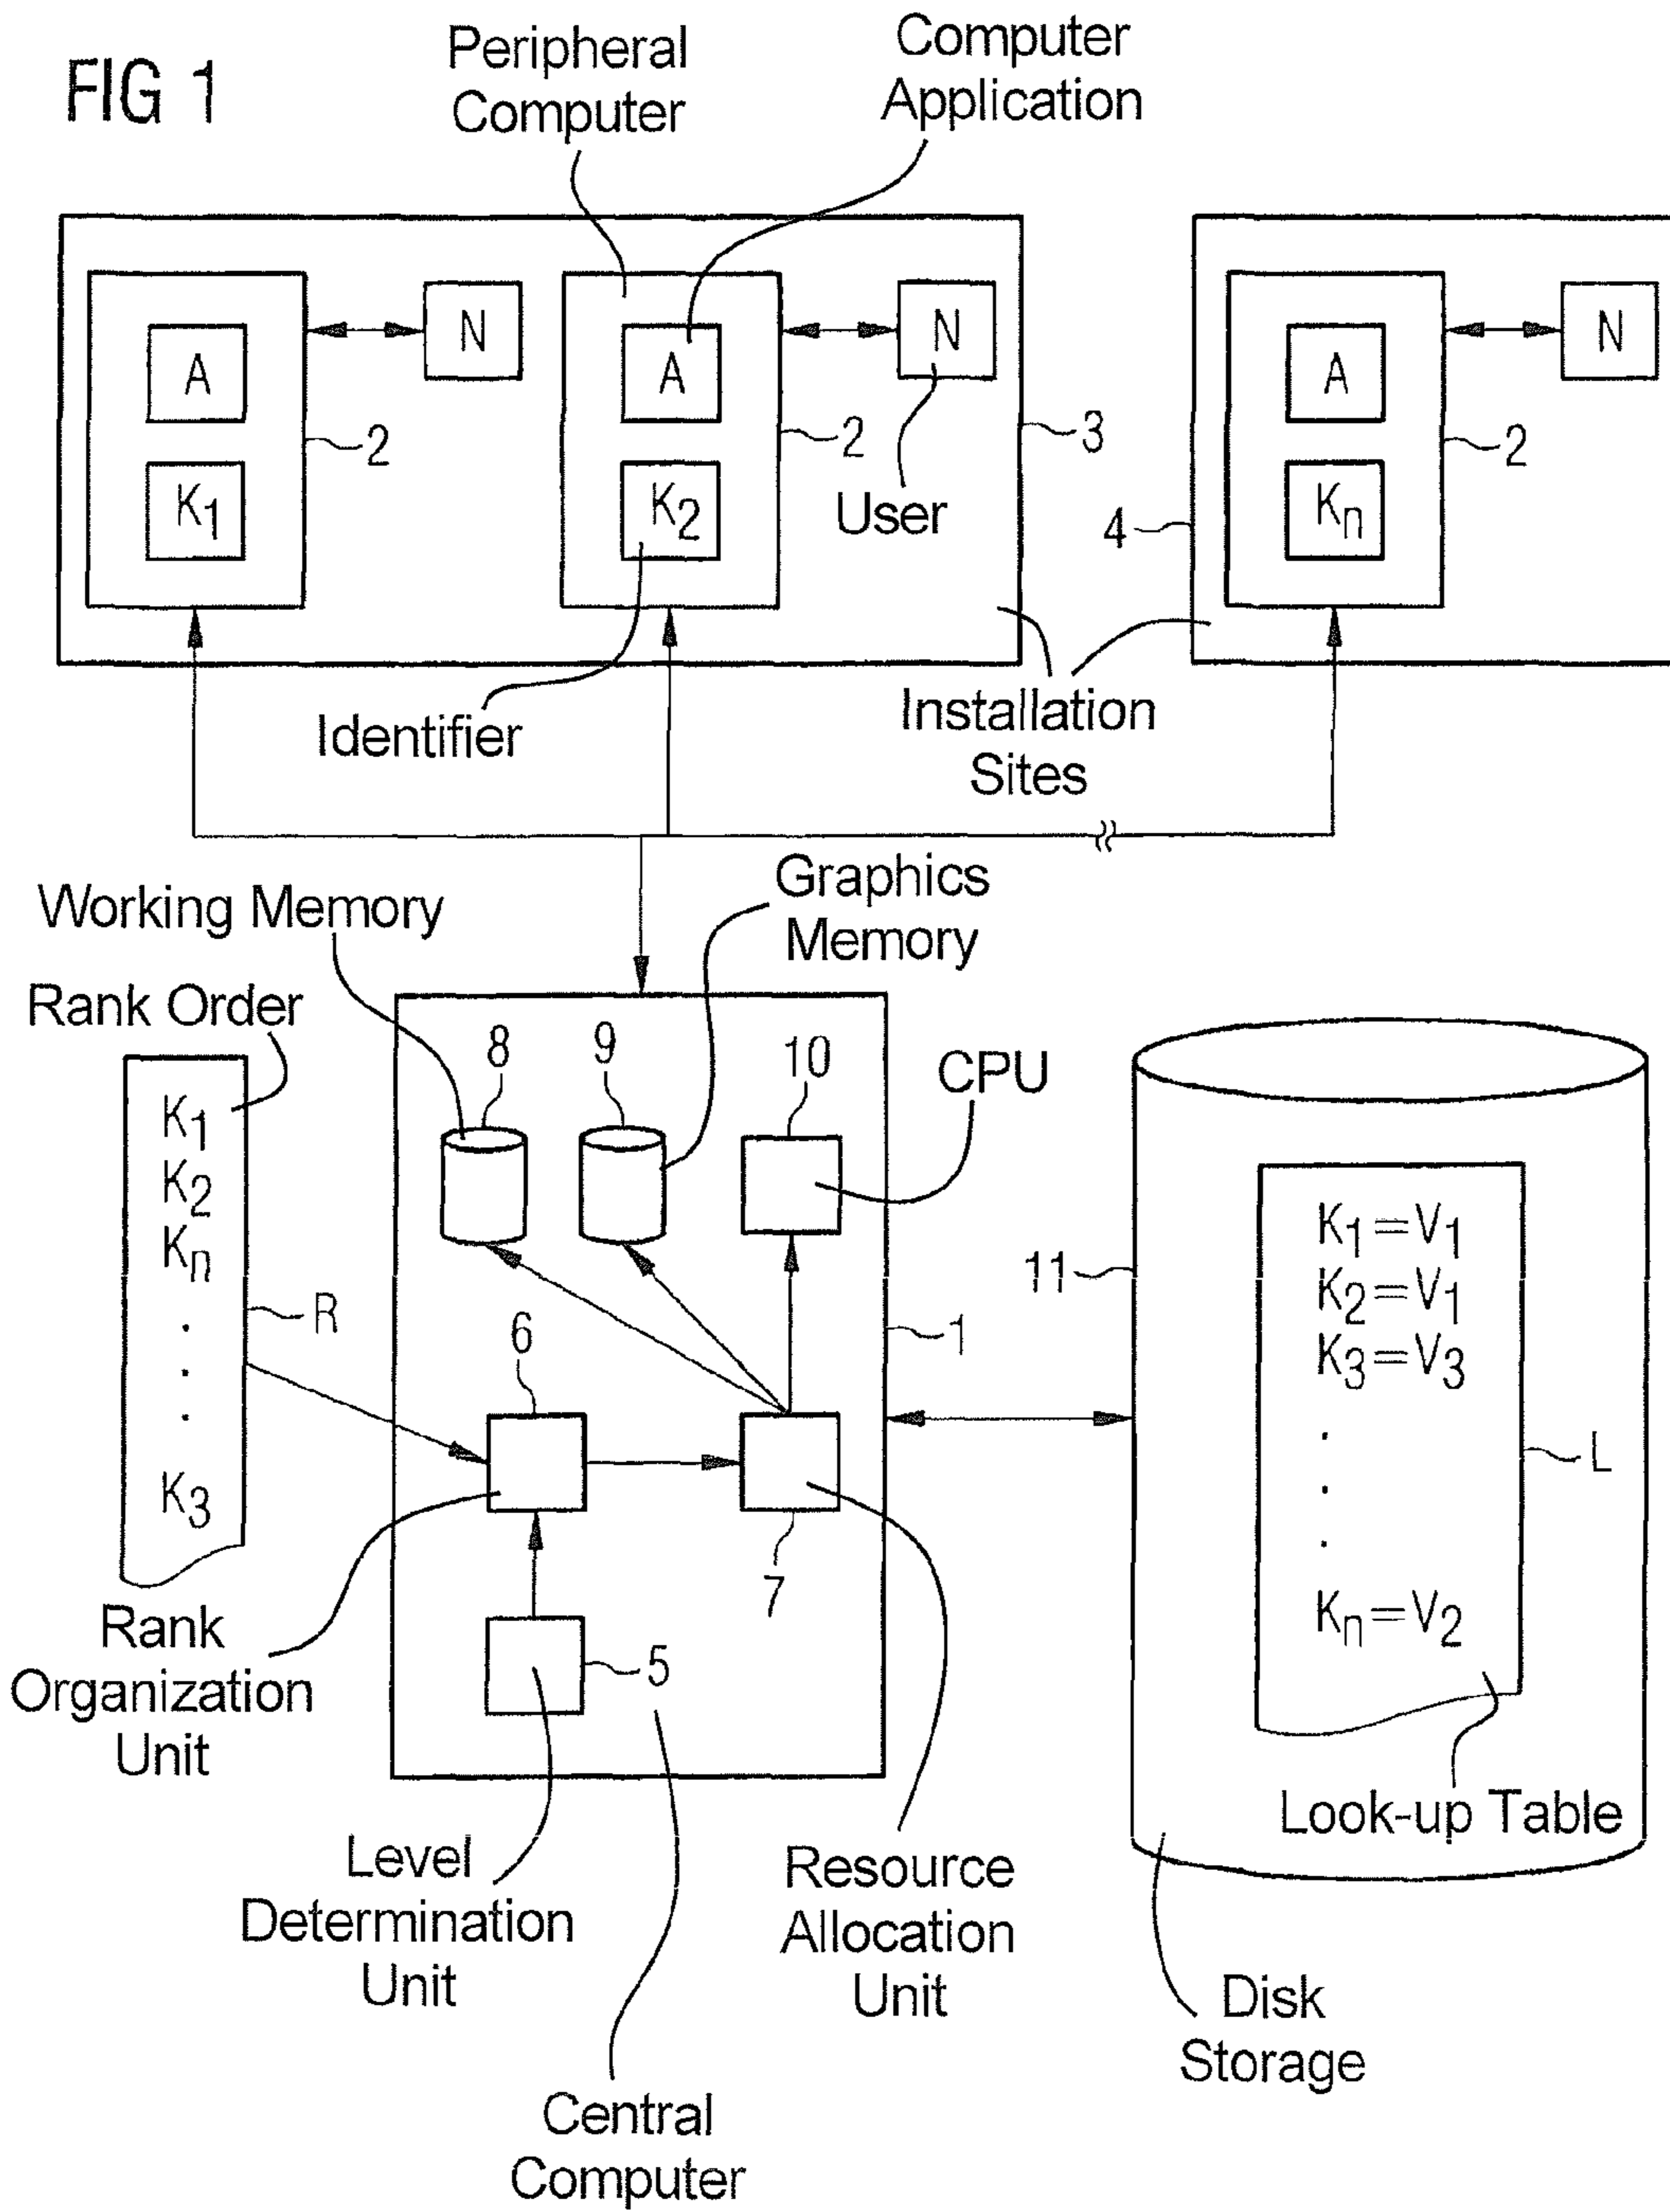 FIG 1
Peripheral
Computer
Computer
Application
A
K1
N
2
A
K2
N
2
3
User
4
A
Kn
N
2
Identifier
Installation
Sites
Working Memory
Graphics
Memory
Rank Order
K1
K2
Kn
.
.
.
K3
R
8
9
10
CPU
6
1
7
5
11
K1=V1
K2=V1
K3=V3
.
.
.
Kn=V2
L
Look-up Table
Rank
Organization
Unit
Level
Determination
Unit
Resource
Allocation
Unit
Disk
Storage
Central
Computer